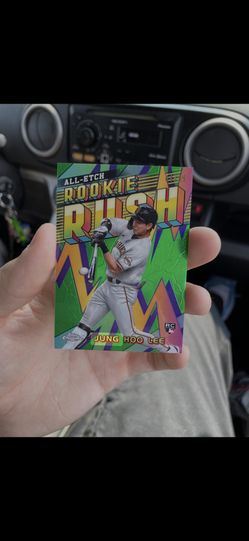 ALL-ETCH
ROOKIE
RUSH
JUNG HOO LEE
RC